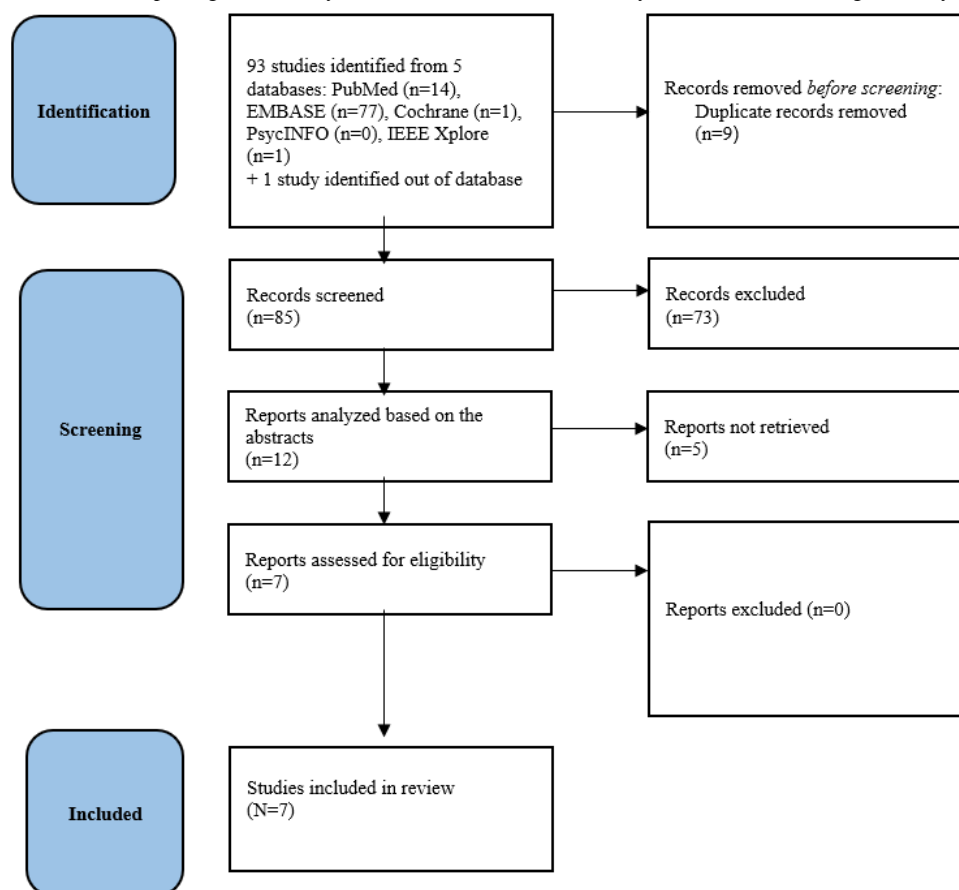 Identification
93 studies identified from 5
databases: PubMed (n=14),
EMBASE (n=77), Cochrane (n=1),
PsycINFO (n=0), IEEE Xplore
(n=1)
+ 1 study identified out of database
Records removed before screening:
Duplicate records removed
(n=9)
Screening
Records screened
(n=85)
Records excluded
(n=73)
Reports analyzed based on the
abstracts
(n=12)
Reports not retrieved
(n=5)
Reports assessed for eligibility
(n=7)
Reports excluded (n=0)
Included
Studies included in review
(N=7)